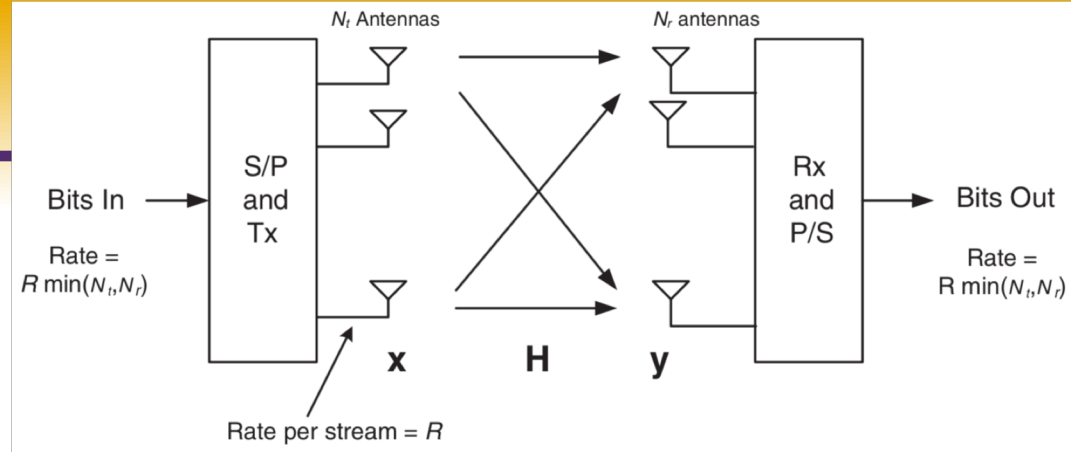 Nt Antennas
Nr antennas
S/P
and
Tx
Rx
and
P/S
Bits In
Rate =
R min(Nt,Nr)
Bits Out
Rate =
R min(Nt,Nr)
x
H
y
Rate per stream = R